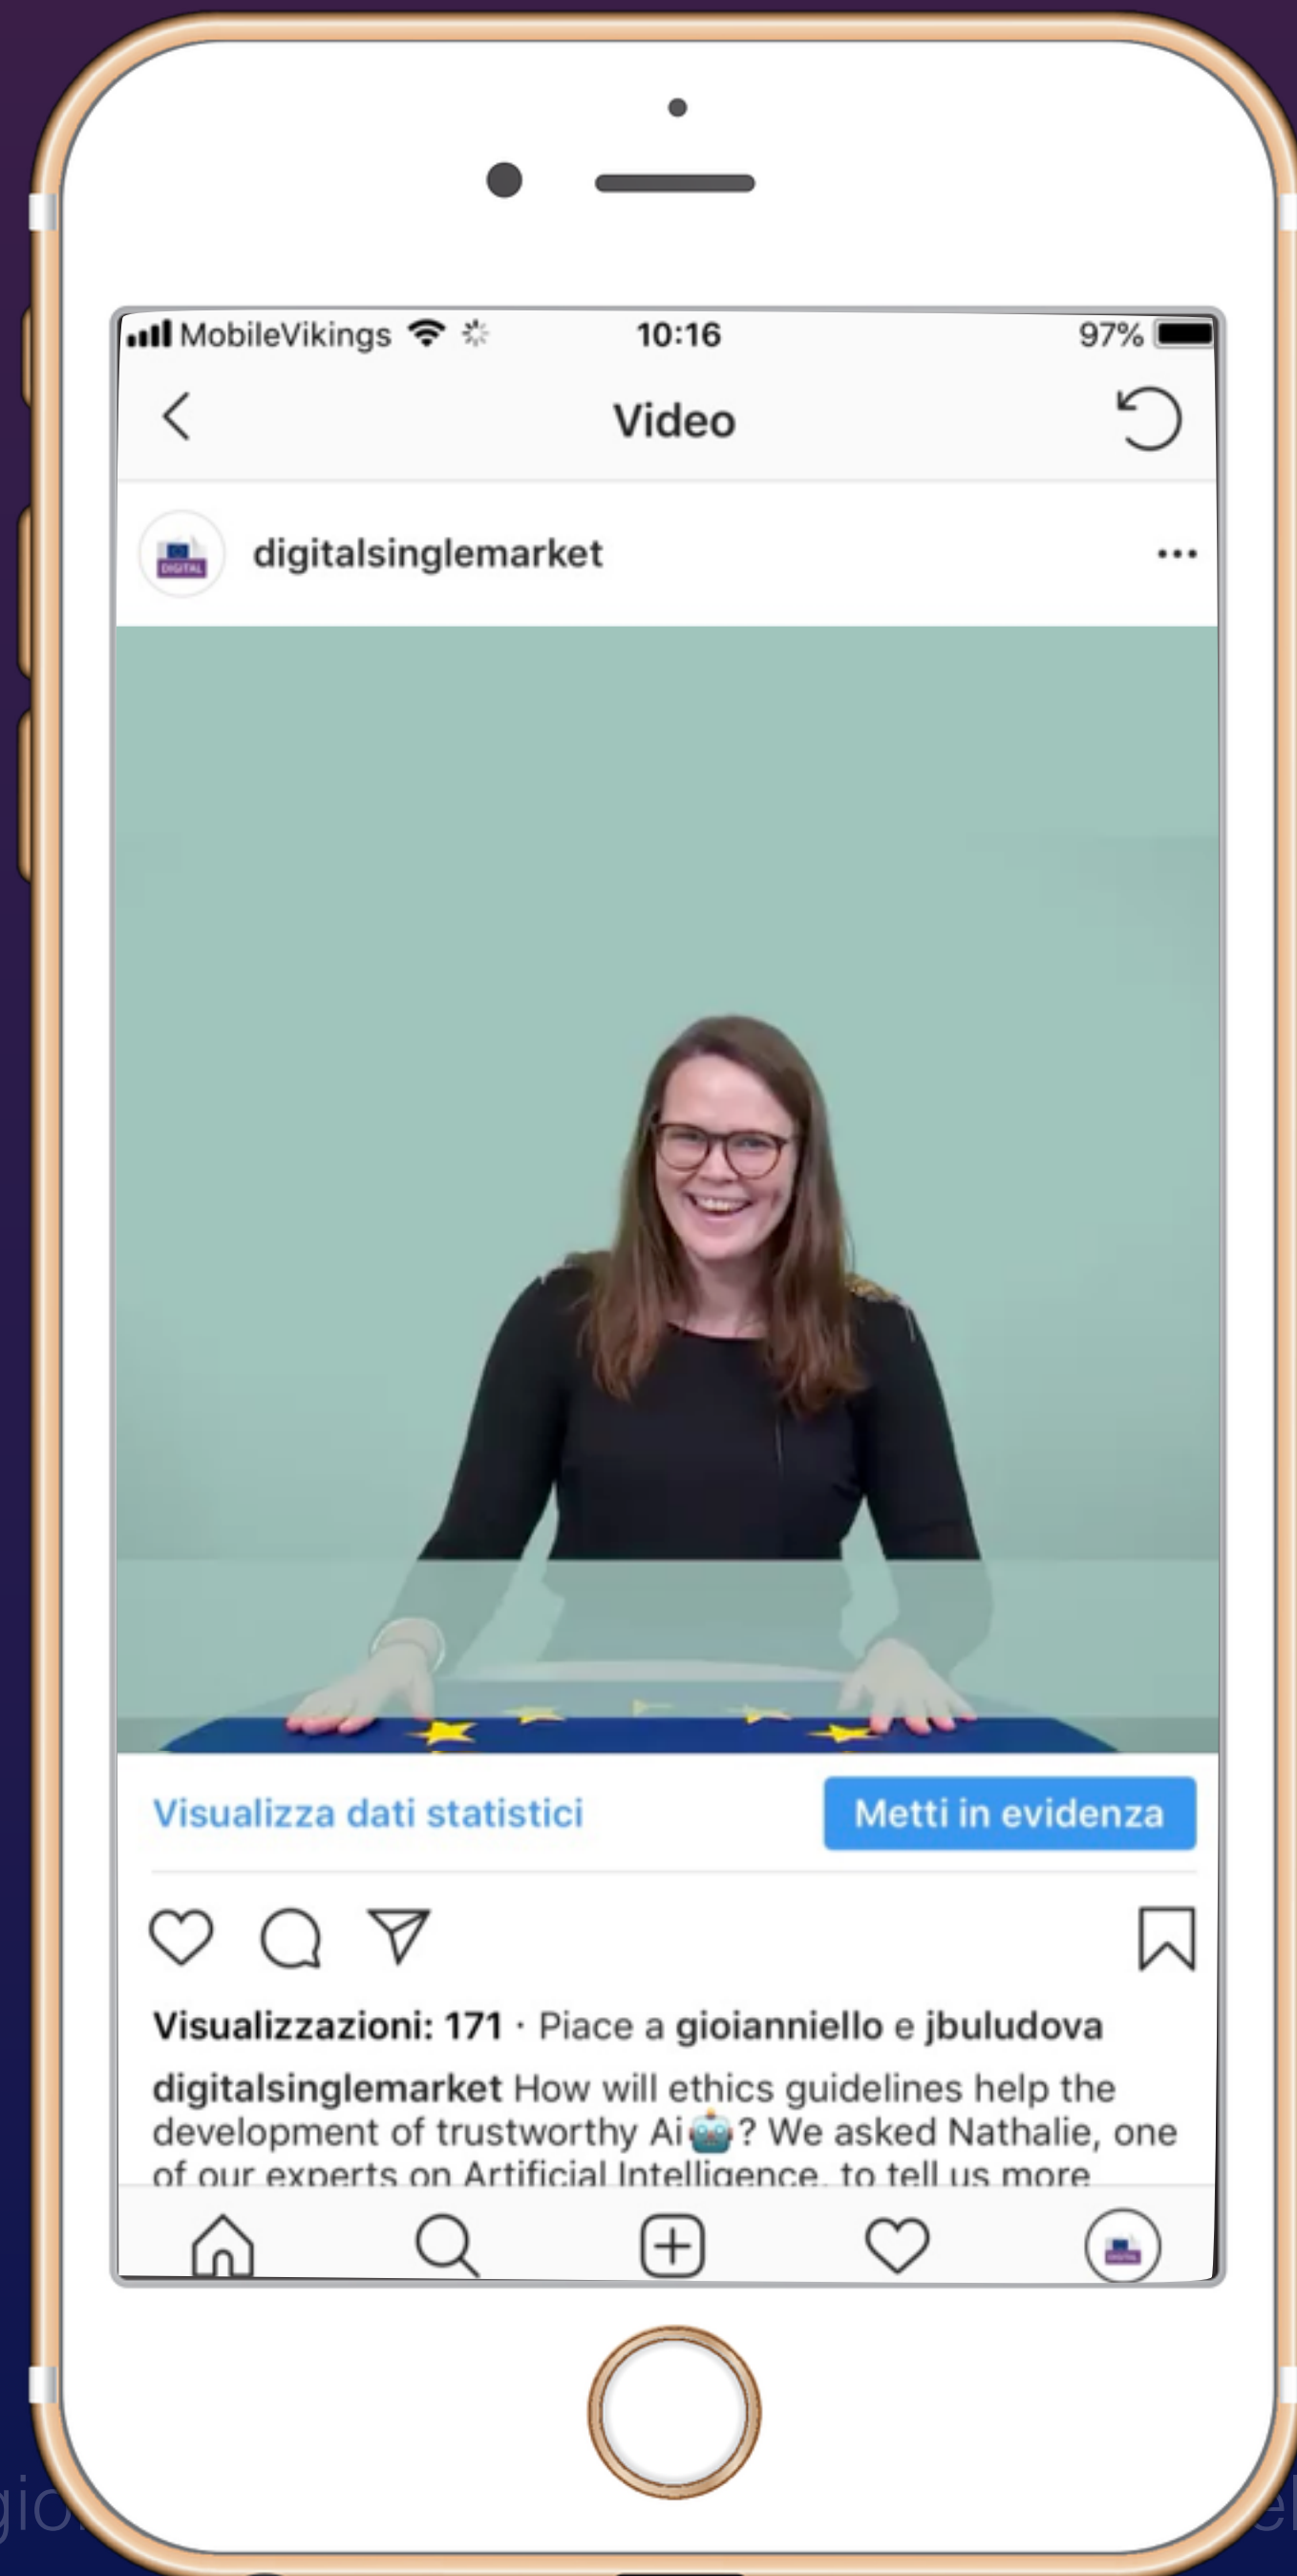 MobileVikings 10:16 97%
Video
DIGITAL
digitalsinglemarket
Visualizza dati statistici
Metti in evidenza
Visualizzazioni: 171 · Piace a gioianniello e jbuludova
digitalsinglemarket How will ethics guidelines help the
development of trustworthy Ai🤖? We asked Nathalie, one
of our experts on Artificial Intelligence, to tell us more
DIGITAL